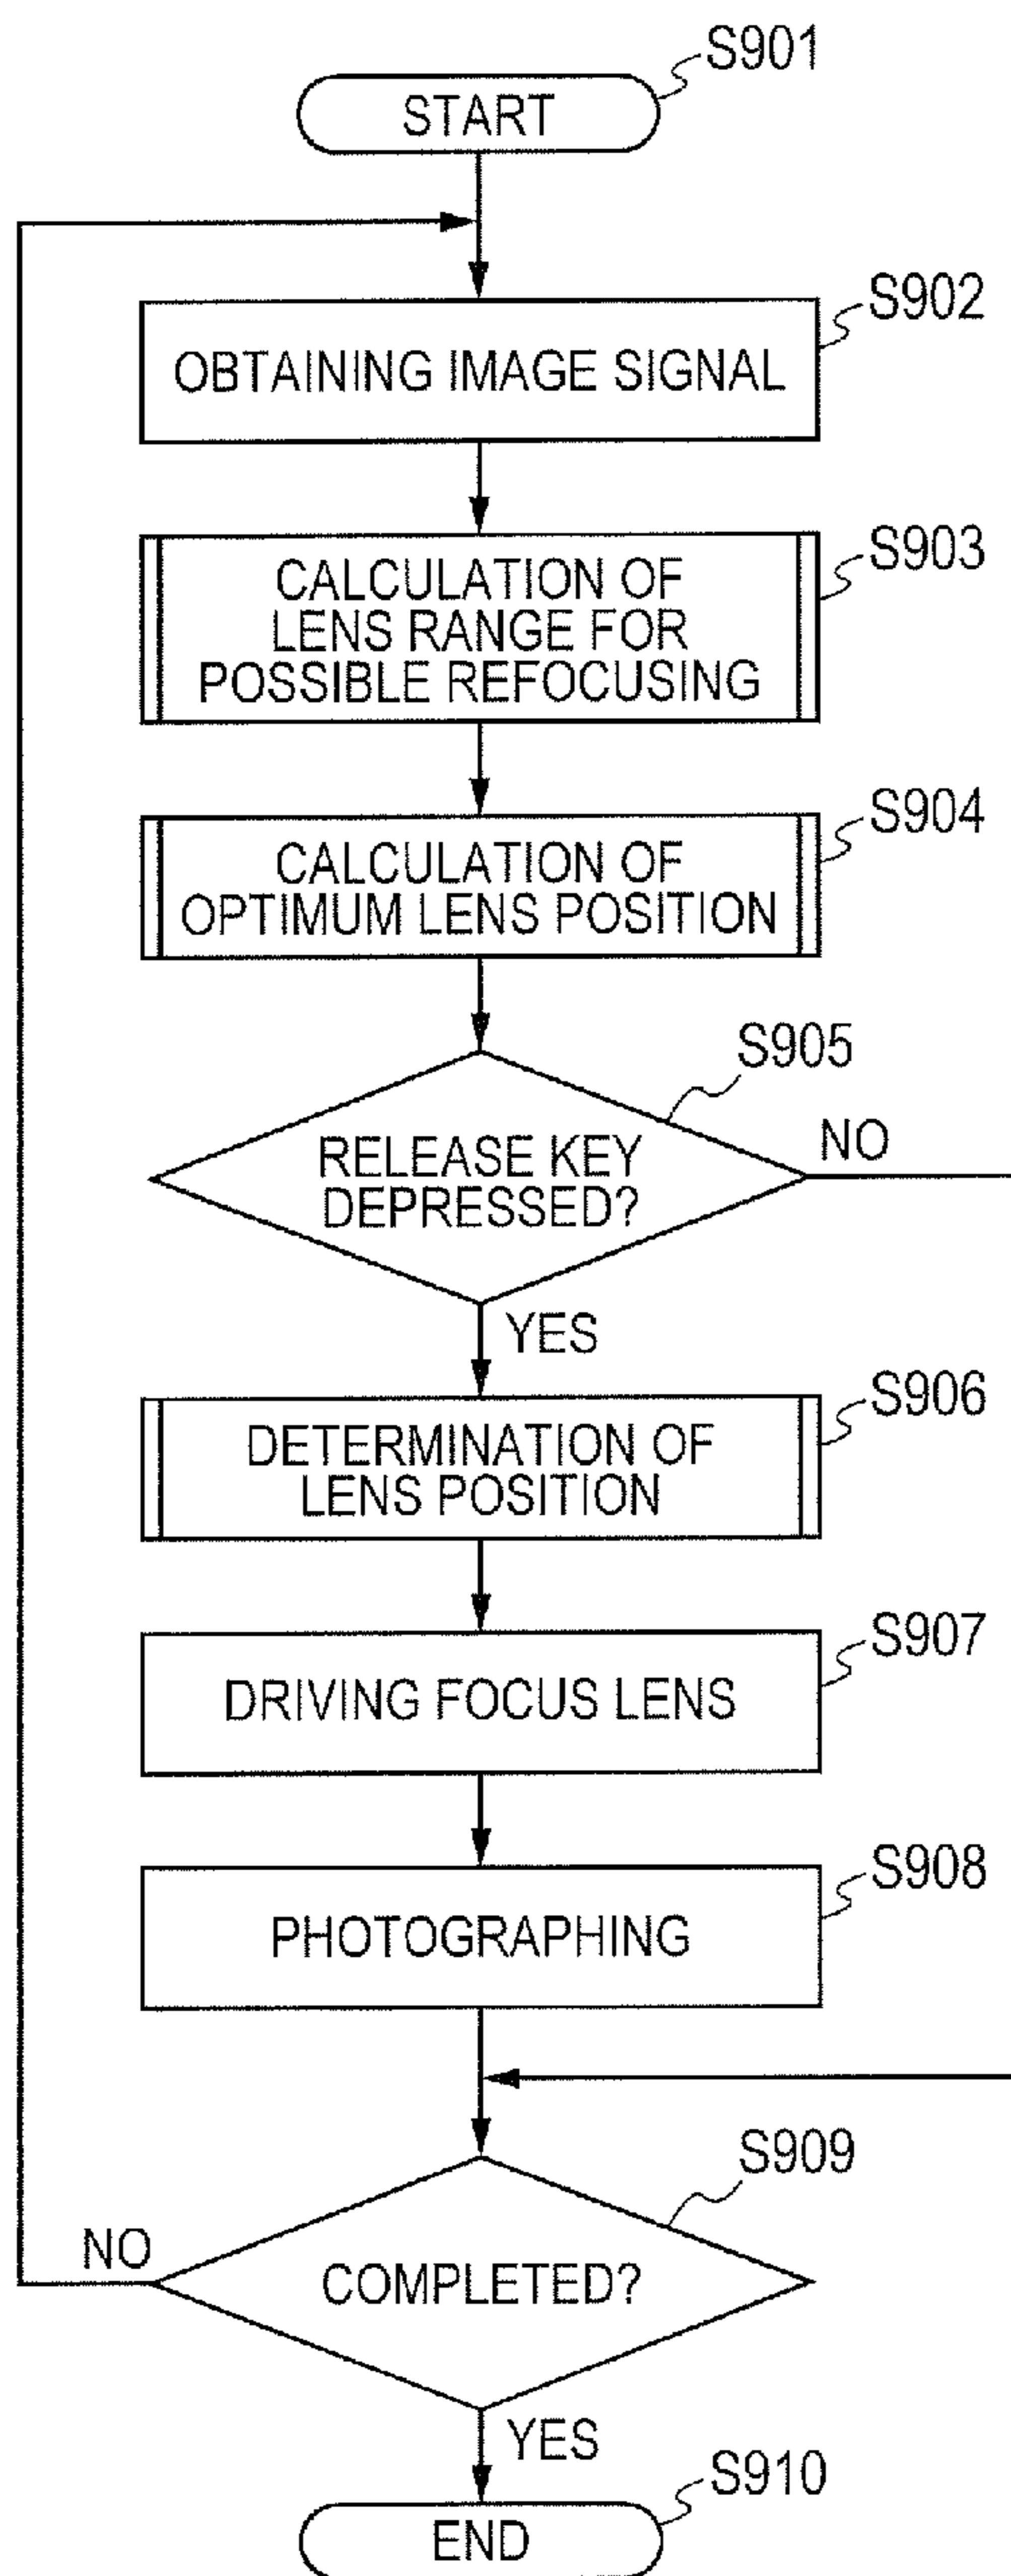 S901
START
S902
OBTAINING IMAGE SIGNAL
S903
CALCULATION OF
LENS RANGE FOR
POSSIBLE REFOCUSING
S904
CALCULATION OF
OPTIMUM LENS POSITION
S905
RELEASE KEY
DEPRESSED?
NO
YES
S906
DETERMINATION OF
LENS POSITION
S907
DRIVING FOCUS LENS
S908
PHOTOGRAPHING
S909
NO
COMPLETED?
YES
S910
END